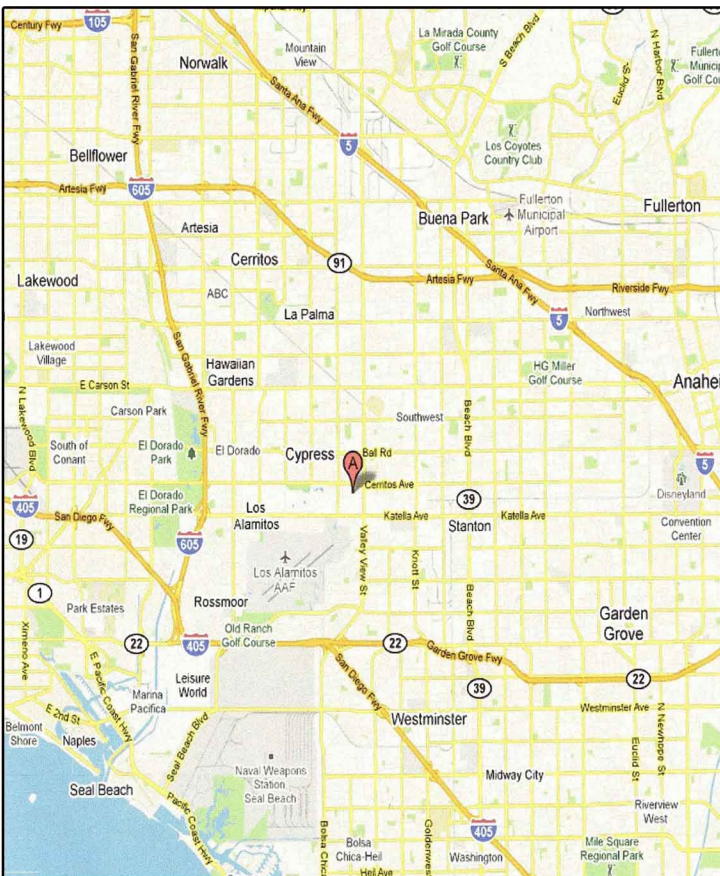 Century Fwy
105
La Mirada County
Golf Course
S Beach Blvd
Mountain
View
San Gabriel River Fwy
Norwalk
Euclid St
N Harbor Blvd
Santa Ana Fwy
5
Los Coyotes
Country Club
Bellflower
Artesia Fwy
605
Fullerton
Municipal
Airport
Fullerton
Buena Park
Artesia
Cerritos
91
Artesia Fwy
Santa Ana Fwy
Riverside Fwy
Lakewood
ABC
La Palma
5
Northwest
Lakewood
Village
San Gabriel River Fwy
Hawaiian
Gardens
HG Miller
Golf Course
E Carson St
N Lakewood Blvd
Carson Park
Southwest
Beach Blvd
South of
Conant
El Dorado
Park
El Dorado
Cypress
Ball Rd
A
Cerritos Ave
5
Disneyland
El Dorado
Regional Park
39
405
San Diego Fwy
Los
Alamitos
Katella Ave
Stanton
Katella Ave
Convention
Center
19
605
Valley View St
Knott St
Los Alamitos
AAF
1
Park Estates
Rossmoor
Beach Blvd
Garden
Grove
Ximeno Ave
Old Ranch
Golf Course
22
405
22
Garden Grove Fwy
E Pacific Coast Hwy
San Diego Fwy
22
Leisure
World
39
Marina
Pacifica
Westminster Ave
E 2nd St
Belmont
Shore
Naples
Seal Beach Blvd
Westminster
Euclid St
N Newhope St
Naval Weapons
Station
Seal Beach
Seal Beach
Midway City
Pacific Coast Hwy
Riverview
West
405
Bolsa
Chica-Heil
Heil Ave
Washington
Mile Square
Regional Park